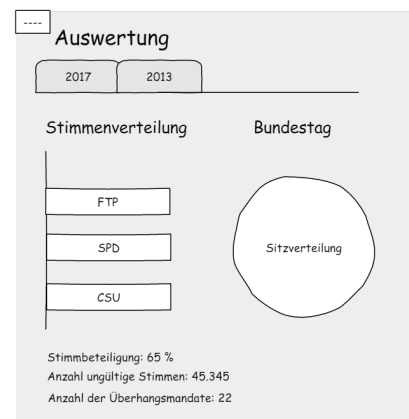 ----
Auswertung
2017 2013
Stimmenverteilung
Bundestag
FTP
SPD
CSU
Sitzverteilung
Stimmbeteiligung: 65 %
Anzahl ungültige Stimmen: 45.345
Anzahl der Überhangsmandate: 22